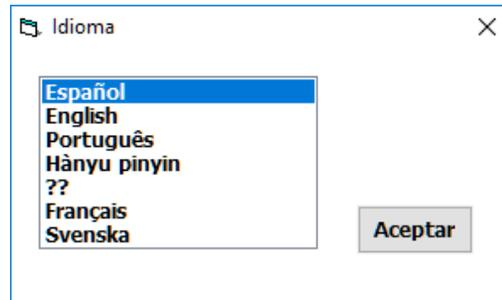 Idioma
Español
English
Português
Hànyu pinyin
??
Français
Svenska
Aceptar